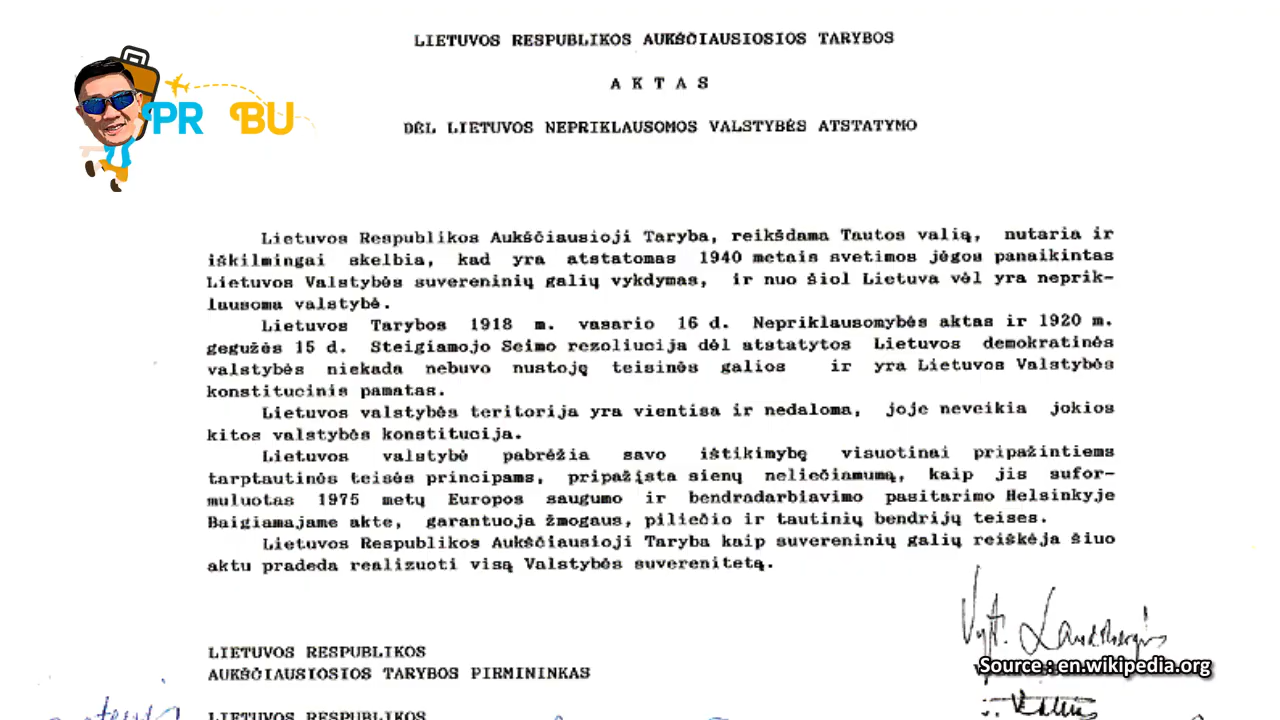 LIETUVOS RESPUBLIKOS AUKŠČIAUSIOSIOS TARYBOS
A K T A S
DĖL LIETUVOS NEPRIKLAUSOMOS VALSTYBĖS ATSTATYMO
PR BU
Lietuvos Respublikos Aukščiausioji Taryba, reikšdama Tautos valią, nutaria ir
iškilmingai skelbia, kad yra atstatomas 1940 metais svetimos jėgos panaikintas
Lietuvos Valstybės suvereninių galių vykdymas, ir nuo šiol Lietuva vėl yra neprik-
lausoma valstybė.
Lietuvos Tarybos 1918 m. vasario 16 d. Nepriklausomybės aktas ir 1920 m.
gegužės 15 d. Steigiamojo Seimo rezoliucija dėl atstatytos Lietuvos demokratinės
valstybės niekada nebuvo nustoję teisinės galios ir yra Lietuvos Valstybės
konstitucinis pamatas.
Lietuvos valstybės teritorija yra vientisa ir nedaloma, joje neveikia jokios
kitos valstybės konstitucija.
Lietuvos valstybė pabrėžia savo ištikimybę visuotinai pripažintiems
tarptautinės teisės principams, pripažįsta sienų neliečiamumą, kaip jis sufor-
muluotas 1975 metų Europos saugumo ir bendradarbiavimo pasitarimo Helsinkyje
Baigiamajame akte, garantuoja žmogaus, piliečio ir tautinių bendrijų teises.
Lietuvos Respublikos Aukščiausioji Taryba kaip suvereninių galių reiškėja šiuo
aktu pradeda realizuoti visą Valstybės suverenitetą.
LIETUVOS RESPUBLIKOS
AUKŠČIAUSIOSIOS TARYBOS PIRMININKAS
Vyt. Landsbergis
Source : en.wikipedia.org
LIETUVOS RESPUBLIKOS